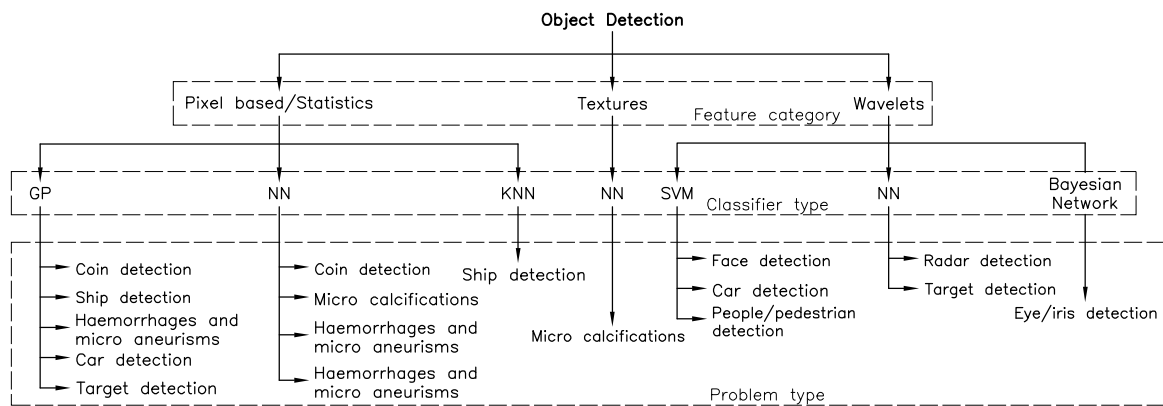 Object Detection
Pixel based/Statistics
Textures
Wavelets
Feature category
GP
NN
KNN
NN
SVM
NN
Bayesian
Network
Classifier type
Coin detection
Ship detection
Haemorrhages and
micro aneurisms
Car detection
Target detection
Coin detection
Micro calcifications
Haemorrhages and
micro aneurisms
Haemorrhages and
micro aneurisms
Ship detection
Micro calcifications
Face detection
Car detection
People/pedestrian
detection
Radar detection
Target detection
Eye/iris detection
Problem type